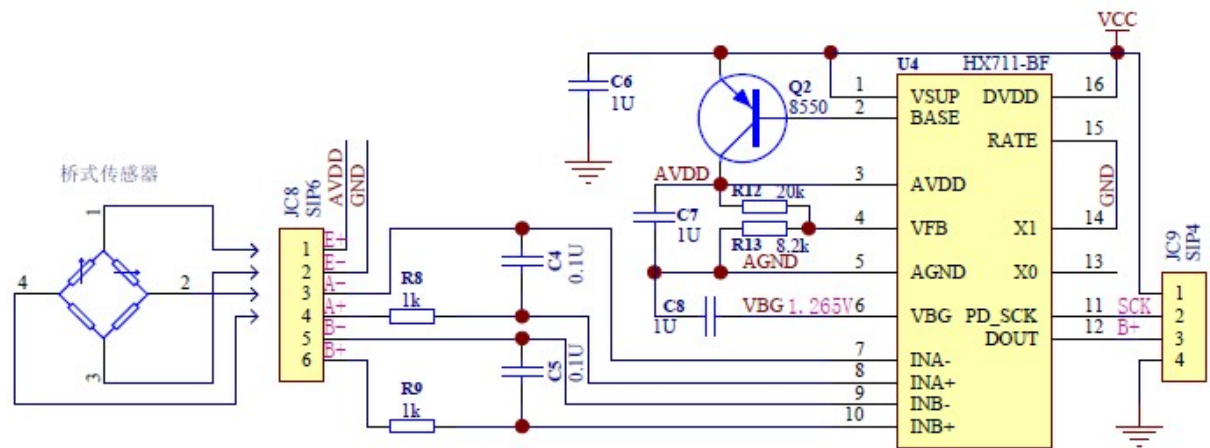 VCC
U4
HX711-BF
C6
1U
Q2
8550
1
2
VSUP
BASE
DVDD
16
RATE
15
GND
桥式传感器
AVDD
GND
AVDD
R12
20k
3
AVDD
C7
1U
R13
8.2k
4
VFB
X1
14
AGND
5
AGND
X0
13
JC9
SIP4
JC8
SIP6
1
2
3
4
1
2
3
4
5
6
E+
E-
A-
A+
B-
B+
R8
1k
C4
0.1U
C8
1U
VBG 1.265V
6
VBG
PD_SCK
11
SCK
DOUT
12
B+
1
2
3
4
C5
0.1U
R9
1k
7
8
9
10
INA-
INA+
INB-
INB+